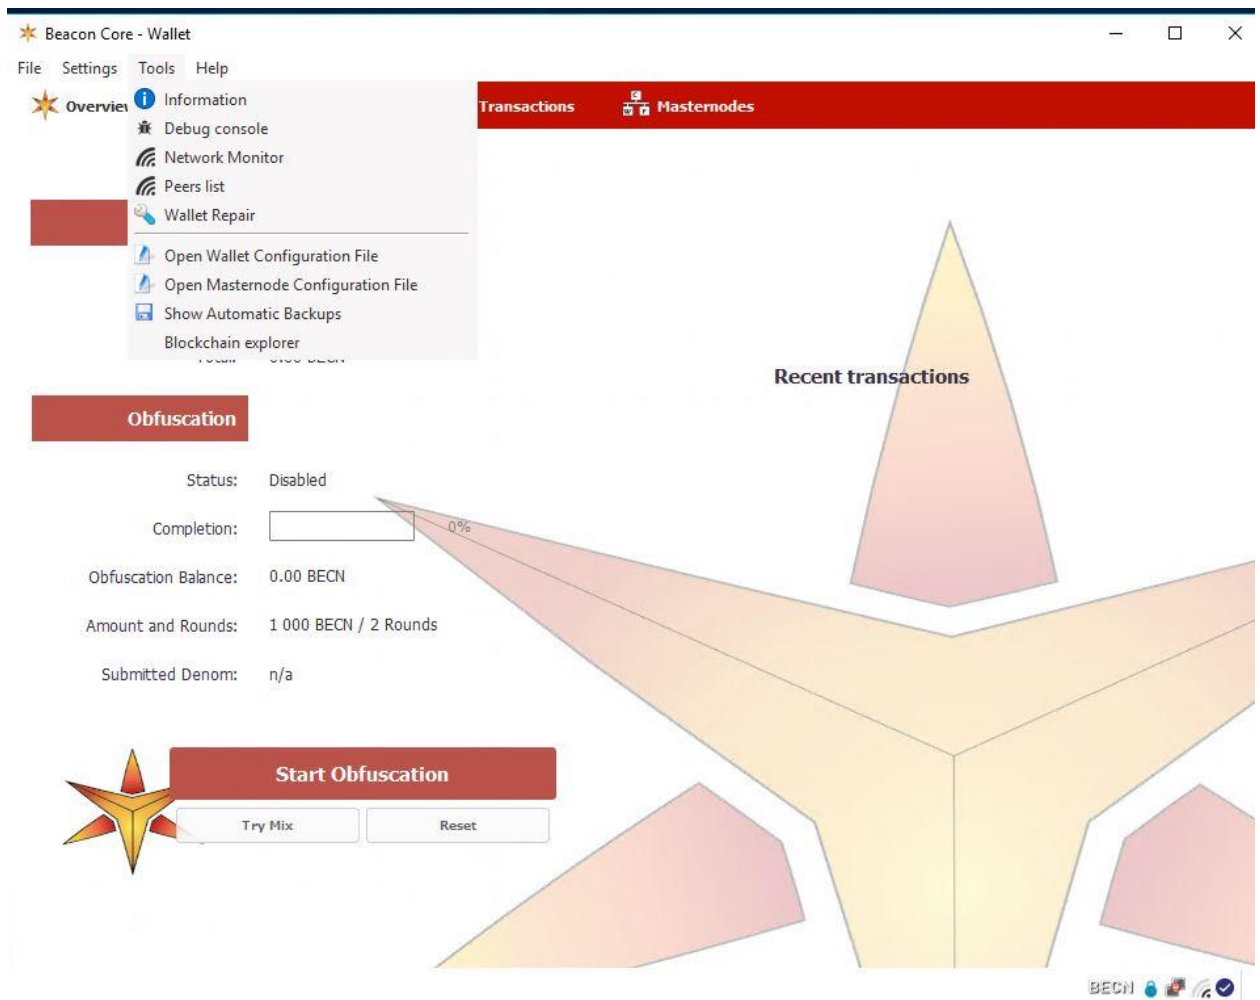 Beacon Core - Wallet
File Settings Tools Help
Information
Transactions Masternodes
Debug console
Network Monitor
Peers list
Wallet Repair
Open Wallet Configuration File
Open Masternode Configuration File
Show Automatic Backups
Blockchain explorer
Recent transactions
Obfuscation
Status: Disabled
Completion: 0%
Obfuscation Balance: 0.00 BECN
Amount and Rounds: 1 000 BECN / 2 Rounds
Submitted Denom: n/a
Start Obfuscation
Try Mix Reset
BECN